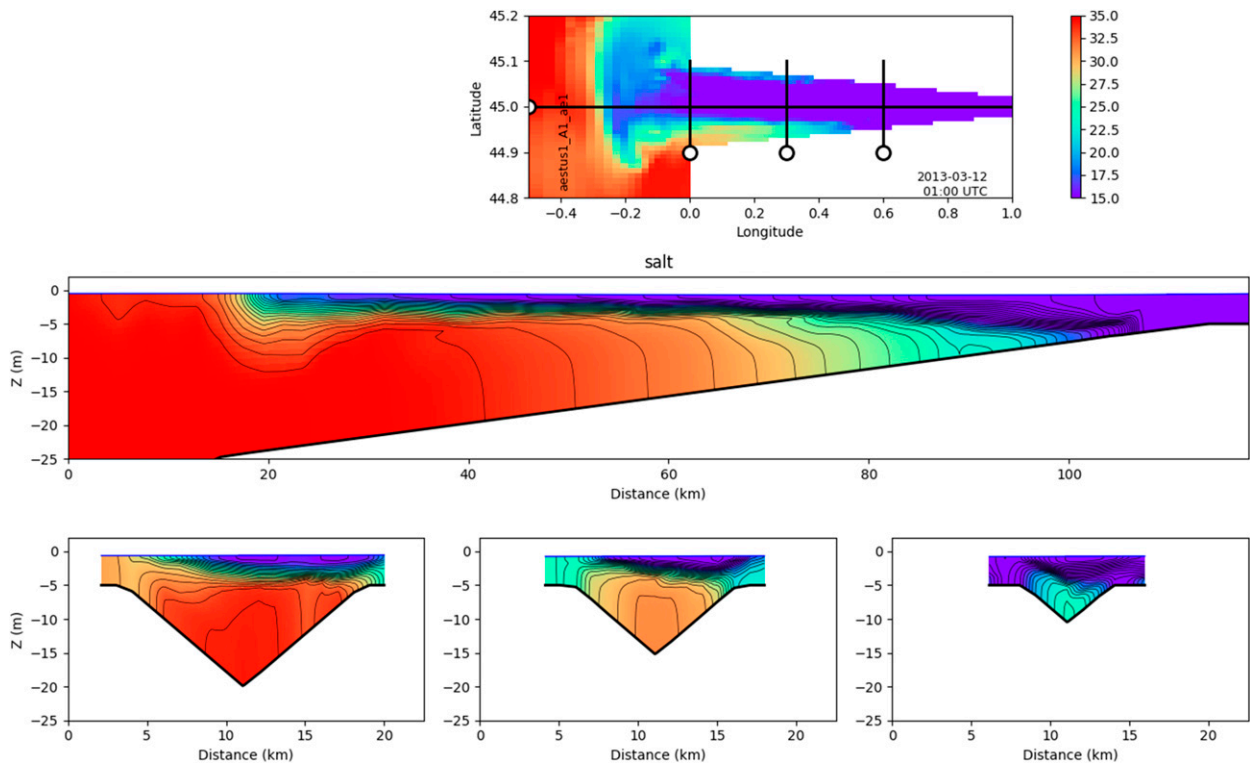 45.2
45.1
45.0
44.9
44.8
Latitude
aestus1_A1_ae1
2013-03-12
01:00 UTC
−0.4 −0.2 0.0 0.2 0.4 0.6 0.8 1.0
Longitude
35.0
32.5
30.0
27.5
25.0
22.5
20.0
17.5
15.0
salt
0
−5
−10
−15
−20
−25
Z (m)
0 20 40 60 80 100
Distance (km)
0
−5
−10
−15
−20
−25
Z (m)
0 5 10 15 20
Distance (km)
0
−5
−10
−15
−20
−25
0 5 10 15 20
Distance (km)
0
−5
−10
−15
−20
−25
0 5 10 15 20
Distance (km)